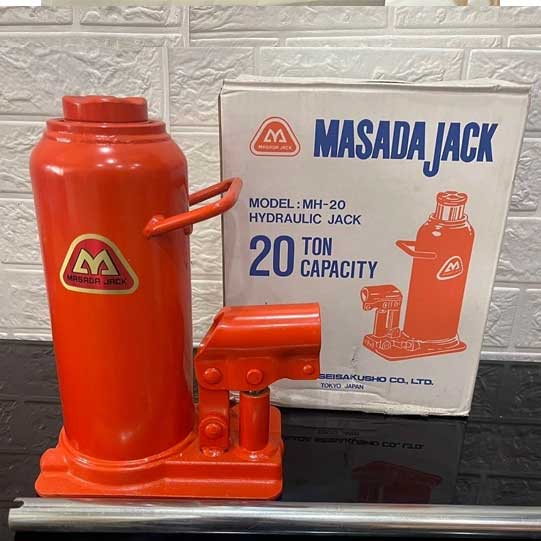 MASADA JACK
MASADA JACK
MASADA JACK
MODEL : MH-20
HYDRAULIC JACK
20 TON
CAPACITY
SEISAKUSHO CO., LTD.
TOKYO JAPAN